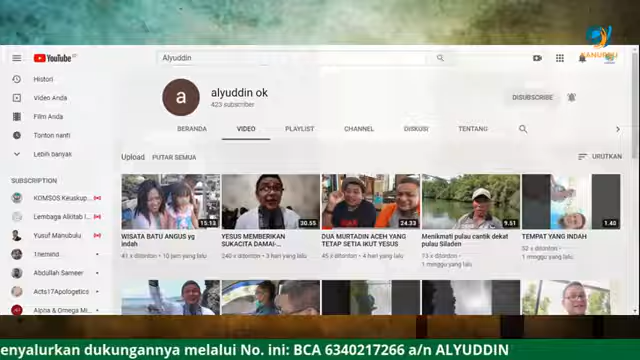 KANURIKU
YouTube ID
Alyuddin
Histori
alyuddin ok
Video Anda
423 subscriber
DISUBSCRIBE
Film Anda
Tonton nanti
BERANDA VIDEO PLAYLIST CHANNEL DISKUSI TENTANG
Lebih banyak
Upload PUTAR SEMUA URUTKAN
SUBSCRIPTION
KOMSOS Keuskup...
Lembaga Alkitab I...
15.13 30.55 24.33 9.51 1.40
Yusuf Manubulu
WISATA BATU ANGUS yg indah
YESUS MEMBERIKAN SUKACITA DAMAI-...
DUA MURTADIN ACEH YANG TETAP SETIA IKUT YESUS
Menikmati pulau cantik dekat pulau Siladen
TEMPAT YANG INDAH
41 x ditonton • 10 jam yang lalu
240 x ditonton • 3 hari yang lalu
45 x ditonton • 4 hari yang lalu
73 x ditonton •
1 minggu yang lalu
52 x ditonton •
1 minggu yang lalu
1remind
Abdullah Sameer
Acts17Apologetics
Alpha & Omega Mi...
enyalurkan dukungannya melalui No. ini: BCA 6340217266 a/n ALYUDDIN